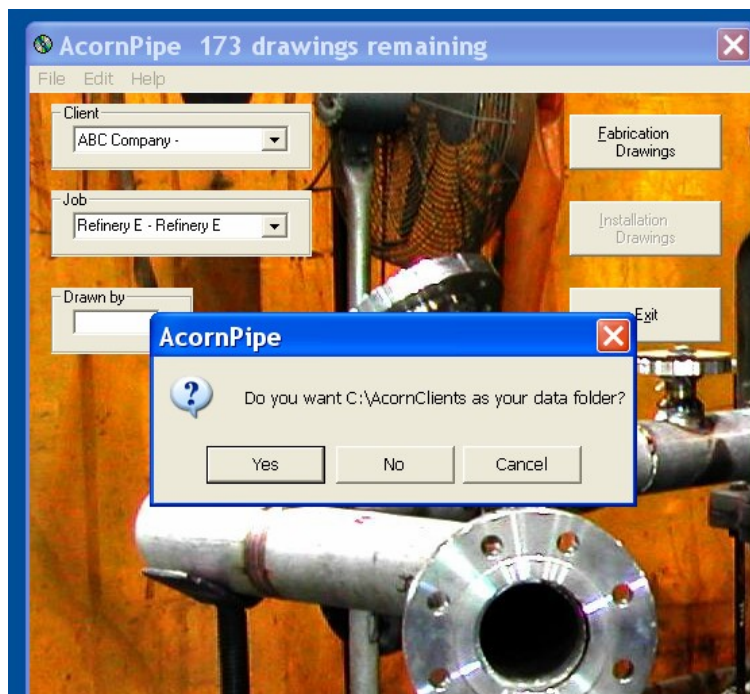 AcornPipe 173 drawings remaining
File Edit Help
Client
ABC Company -
Fabrication
Drawings
Job
Refinery E - Refinery E
Installation
Drawings
Drawn by
Exit
AcornPipe
Do you want C:\AcornClients as your data folder?
Yes No Cancel